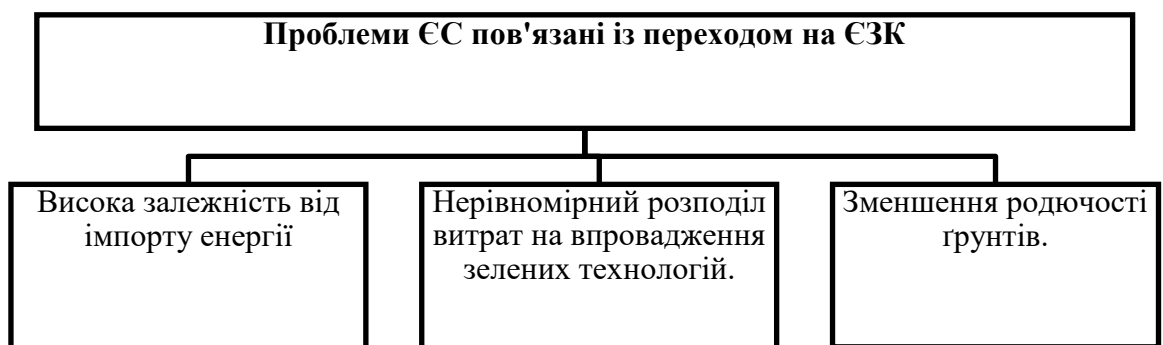 Проблеми ЄС пов'язані із переходом на ЄЗК
Висока залежність від
імпорту енергії
Нерівномірний розподіл
витрат на впровадження
зелених технологій.
Зменшення родючості
ґрунтів.